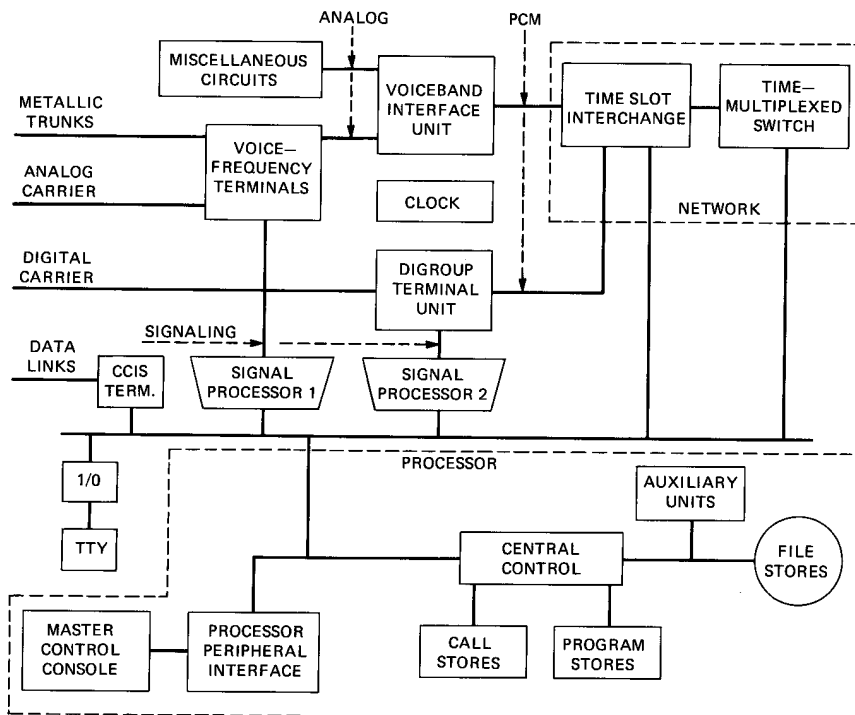 ANALOG
PCM
MISCELLANEOUS
CIRCUITS
VOICEBAND
INTERFACE
UNIT
TIME SLOT
INTERCHANGE
TIME—
MULTIPLEXED
SWITCH
METALLIC
TRUNKS
VOICE—
FREQUENCY
TERMINALS
ANALOG
CARRIER
CLOCK
NETWORK
DIGITAL
CARRIER
DIGROUP
TERMINAL
UNIT
SIGNALING
DATA
LINKS
CCIS
TERM.
SIGNAL
PROCESSOR 1
SIGNAL
PROCESSOR 2
PROCESSOR
1/0
TTY
AUXILIARY
UNITS
CENTRAL
CONTROL
FILE
STORES
MASTER
CONTROL
CONSOLE
PROCESSOR
PERIPHERAL
INTERFACE
CALL
STORES
PROGRAM
STORES